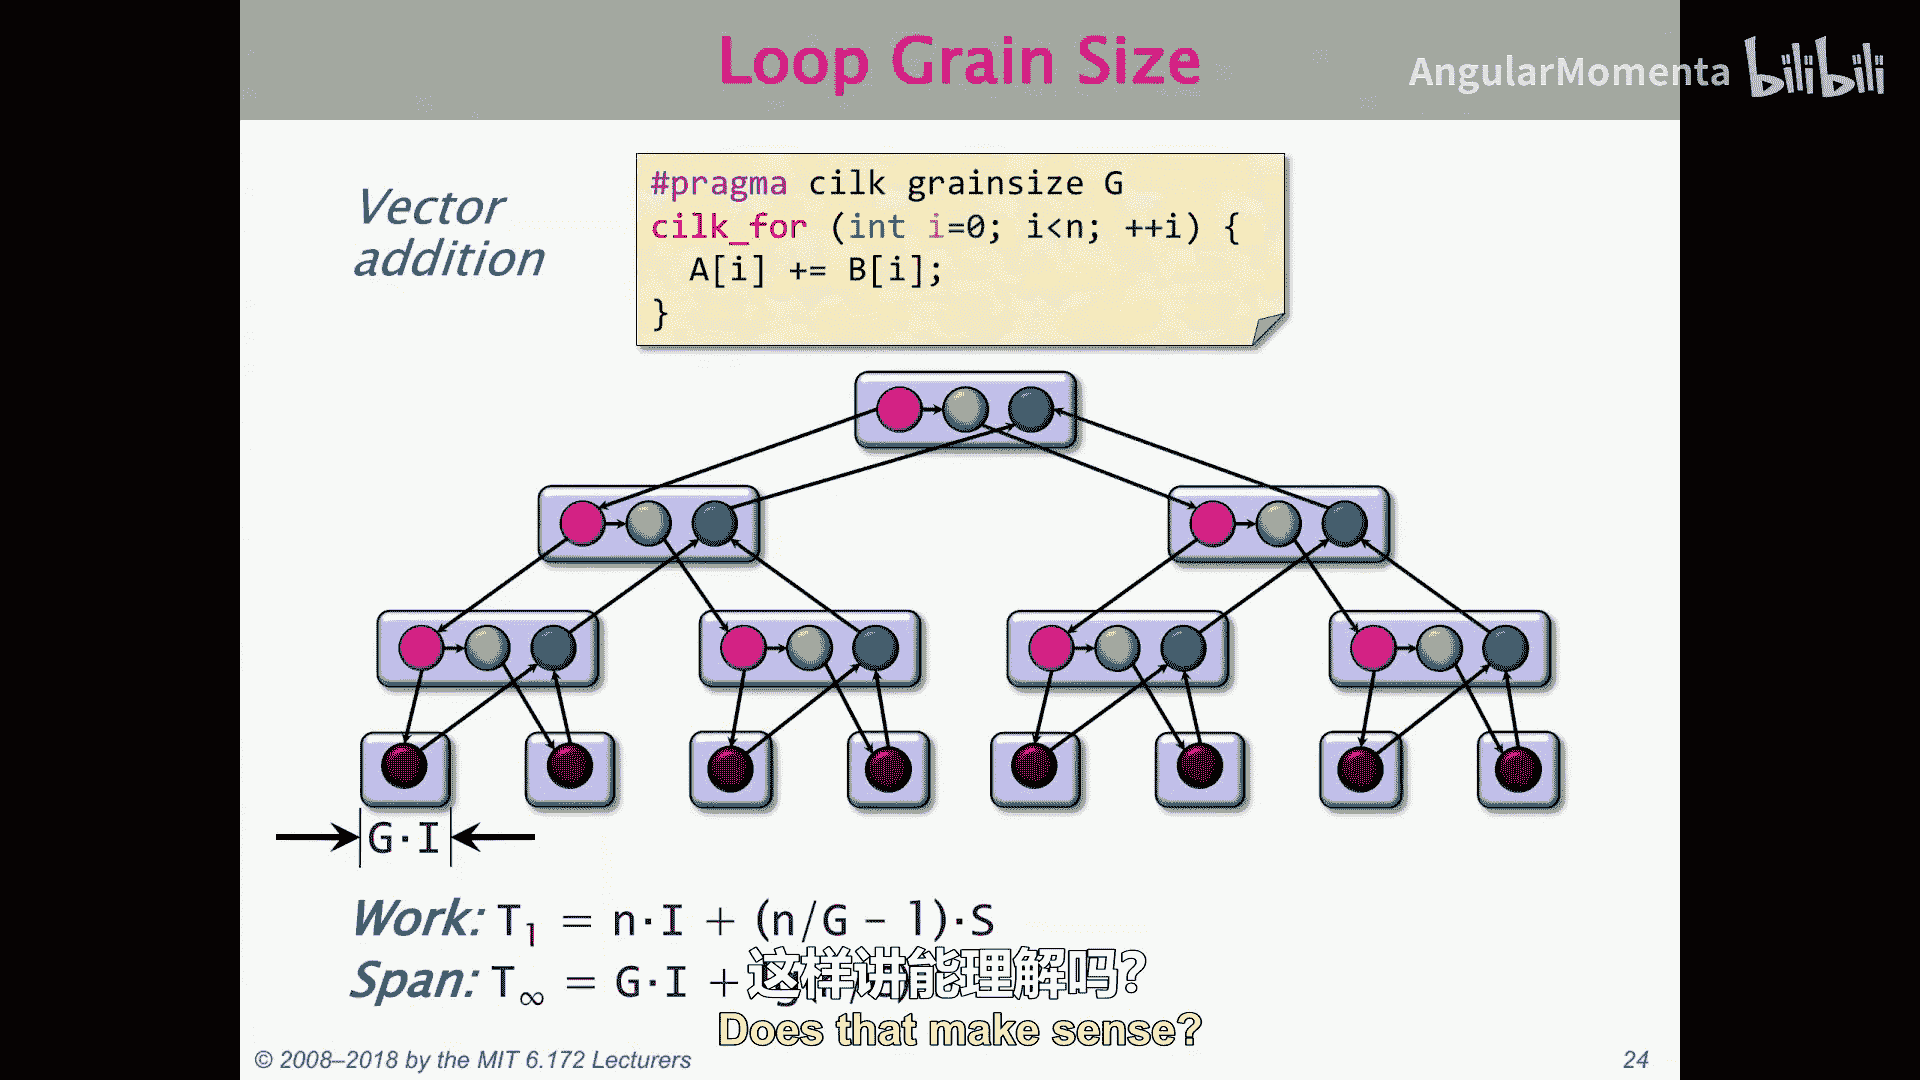 Loop Grain Size
AngularMomenta bilibili
Vector
addition
#pragma cilk grainsize G
cilk_for (int i=0; i<n; ++i) {
A[i] += B[i];
}
G·I
Work: T₁ = n·I + (n/G – 1)·S
Span: T∞ = G·I +
这样讲能理解吗?
Does that make sense?
© 2008–2018 by the MIT 6.172 Lecturers
24